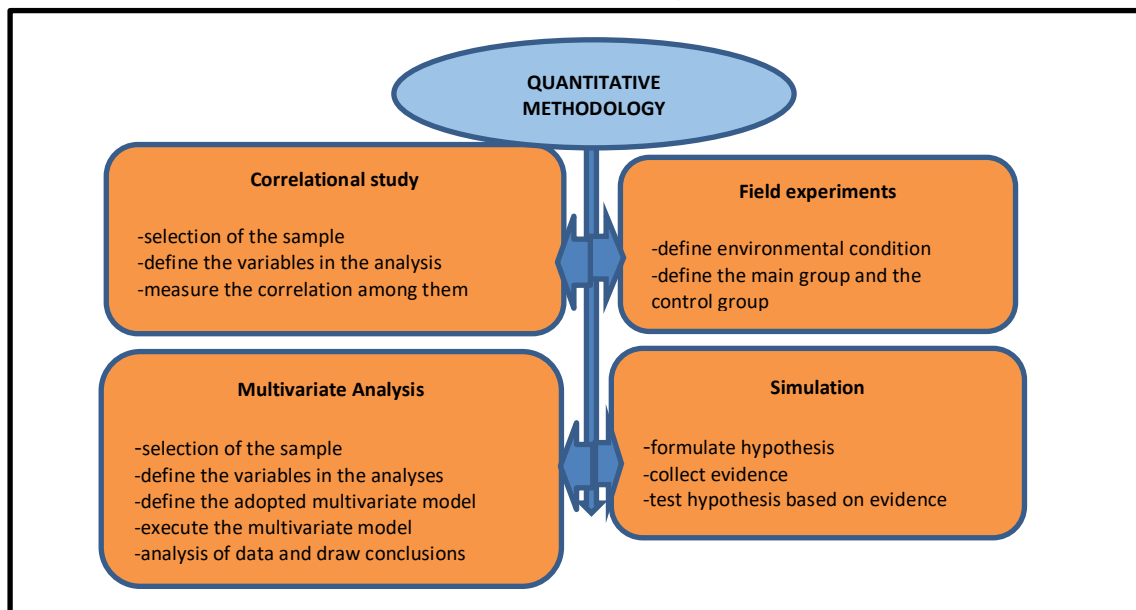 QUANTITATIVE
METHODOLOGY
Correlational study
-selection of the sample
-define the variables in the analysis
-measure the correlation among them
Field experiments
-define environmental condition
-define the main group and the
control group
Multivariate Analysis
-selection of the sample
-define the variables in the analyses
-define the adopted multivariate model
-execute the multivariate model
-analysis of data and draw conclusions
Simulation
-formulate hypothesis
-collect evidence
-test hypothesis based on evidence